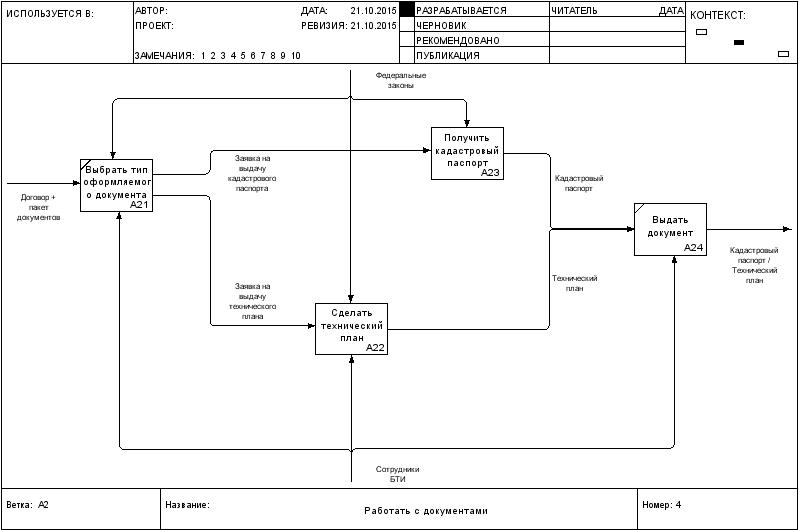 ИСПОЛЬЗУЕТСЯ В:
АВТОР:
ДАТА: 21.10.2015
ПРОЕКТ:
РЕВИЗИЯ: 21.10.2015
ЗАМЕЧАНИЯ: 1 2 3 4 5 6 7 8 9 10
РАЗРАБАТЫВАЕТСЯ
ЧЕРНОВИК
РЕКОМЕНДОВАНО
ПУБЛИКАЦИЯ
ЧИТАТЕЛЬ
ДАТА
КОНТЕКСТ:
Федеральные
законы
Получить
кадастровый
паспорт
A23
Заявка на
выдачу
кадастрового
паспорта
Выбрать тип
оформляемог
о документа
A21
Договор +
пакет
документов
Кадастровый
паспорт
Выдать
документ
A24
Кадастровый
паспорт /
Технический
план
Технический
план
Заявка на
выдачу
технического
плана
Сделать
технический
план
A22
Сотрудники
БТИ
Ветка: A2
Название:
Работать с документами
Номер: 4